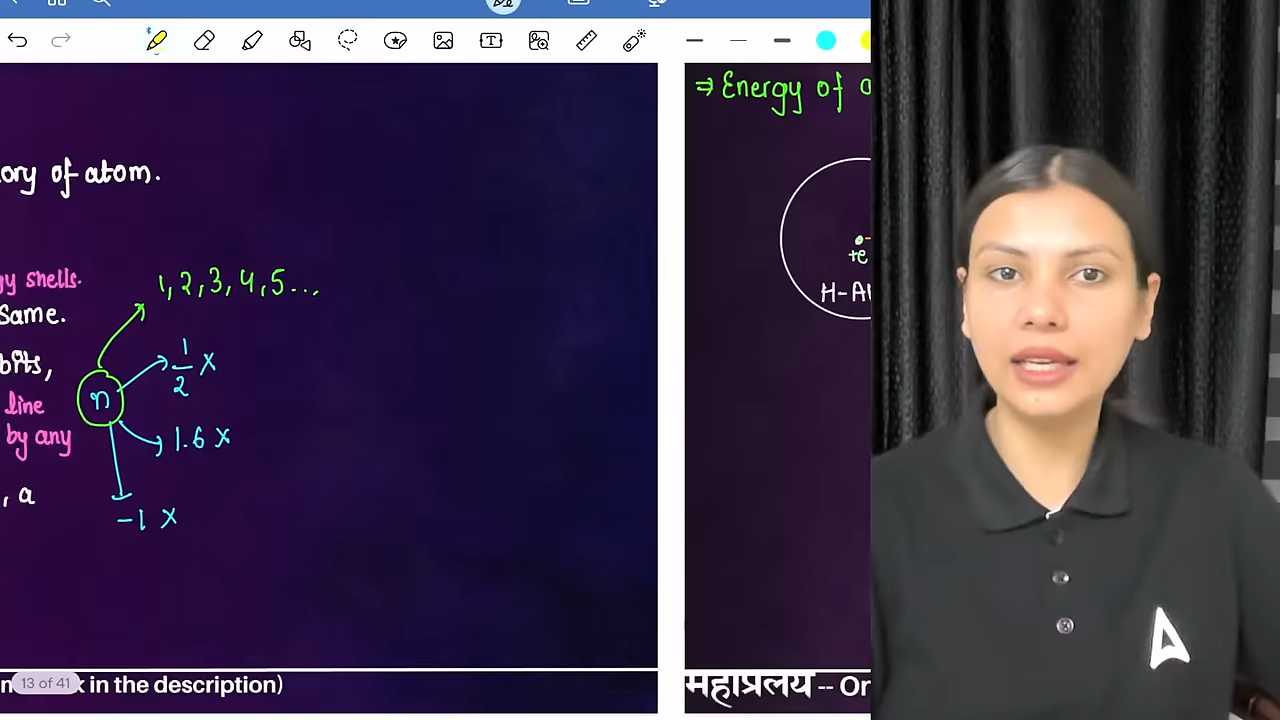 ory of atom.
gy shells.
Same.
bits,
line
by any
, a
1, 2, 3, 4, 5...
n
1/2 x
1.6 x
-1 x
13 of 41
k in the description)
⇒ Energy of
+e
महाप्रलय -- Or